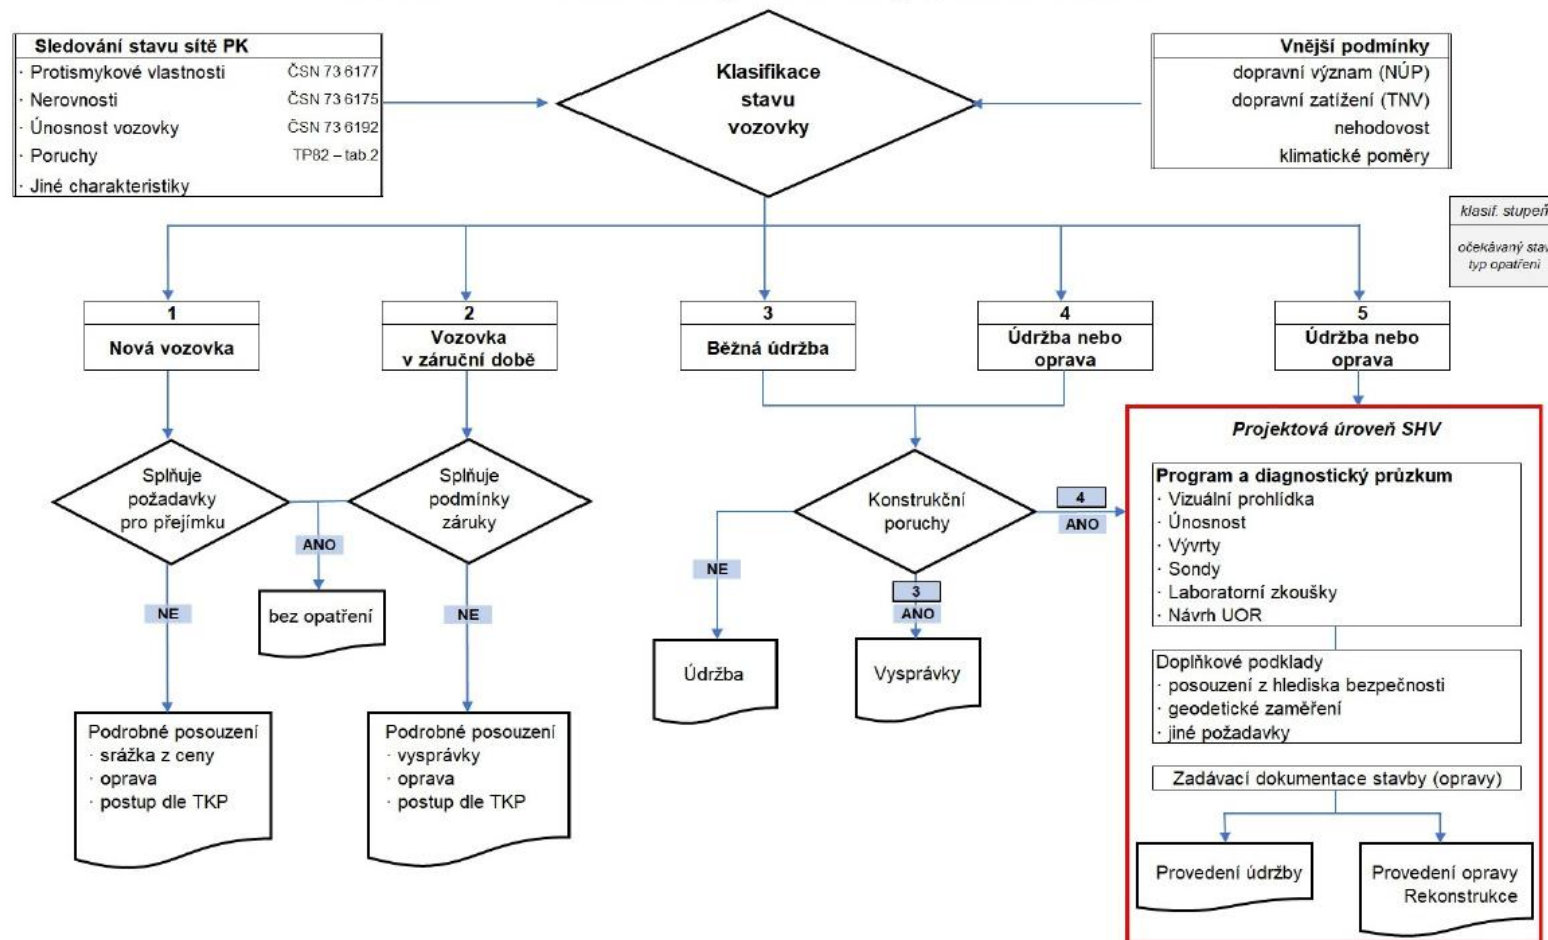 Sledování stavu sítě PK
· Protismykové vlastnosti ČSN 73 6177
· Nerovnosti ČSN 73 6175
· Únosnost vozovky ČSN 73 6192
· Poruchy TP82 – tab.2
· Jiné charakteristiky
Klasifikace
stavu
vozovky
Vnější podmínky
dopravní význam (NÚP)
dopravní zatížení (TNV)
nehodovost
klimatické poměry
klasif. stupeň
očekávaný stav
typ opatření
1
Nová vozovka
2
Vozovka
v záruční době
3
Běžná údržba
4
Údržba nebo
oprava
5
Údržba nebo
oprava
Splňuje
požadavky
pro přejímku
Splňuje
podmínky
záruky
ANO
bez opatření
NE
NE
Podrobné posouzení
· srážka z ceny
· oprava
· postup dle TKP
Podrobné posouzení
· vysprávky
· oprava
· postup dle TKP
Konstrukční
poruchy
4
ANO
NE
3
ANO
Údržba
Vysprávky
Projektová úroveň SHV
Program a diagnostický průzkum
· Vizuální prohlídka
· Únosnost
· Vývrty
· Sondy
· Laboratorní zkoušky
· Návrh UOR
Doplňkové podklady
· posouzení z hlediska bezpečnosti
· geodetické zaměření
· jiné požadavky
Zadávací dokumentace stavby (opravy)
Provedení údržby
Provedení opravy
Rekonstrukce